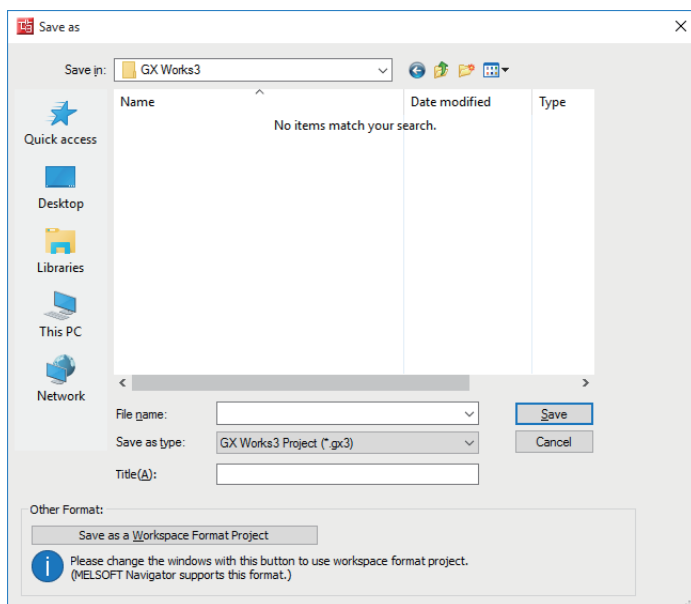 Save as
Save in: GX Works3
Name Date modified Type
No items match your search.
Quick access
Desktop
Libraries
This PC
Network
File name: Save
Save as type: GX Works3 Project (*.gx3) Cancel
Title(A):
Other Format:
Save as a Workspace Format Project
Please change the windows with this button to use workspace format project.
(MELSOFT Navigator supports this format.)